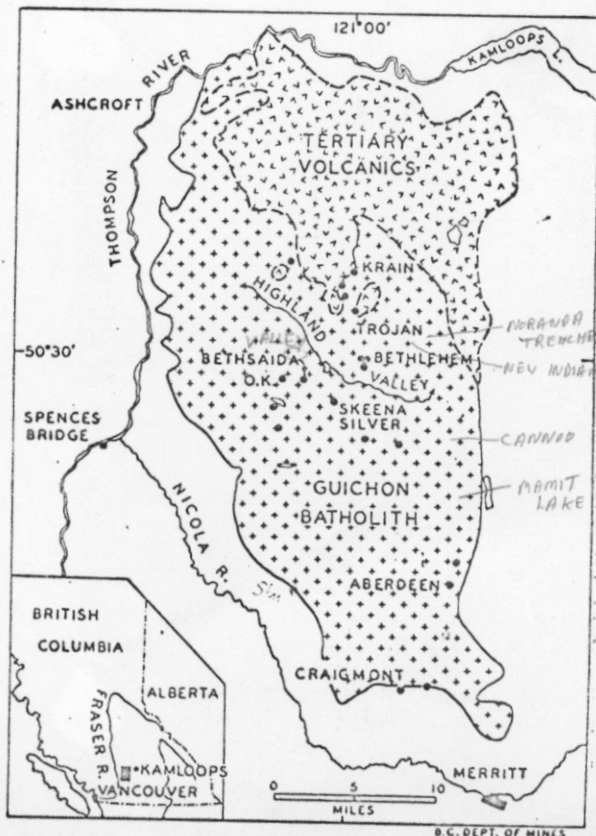 121°00'
KAMLOOPS L.
RIVER
ASHCROFT
THOMPSON
TERTIARY
VOLCANICS
KRAIN
HIGHLAND
TROJAN
NORANDA
TRENCHE
VALLEY
50°30'
BETHSAIDA
BETHLEHEM
NEW INDIAN
O.K.
VALLEY
SPENCES
BRIDGE
SKEENA
SILVER
CANNOO
GUICHON
BATHOLITH
MAMIT
LAKE
NICOLA R.
ABERDEEN
BRITISH
COLUMBIA
ALBERTA
CRAIGMONT
FRASER R.
KAMLOOPS
VANCOUVER
MERRITT
0 5 10
MILES
B.C. DEPT. OF MINES